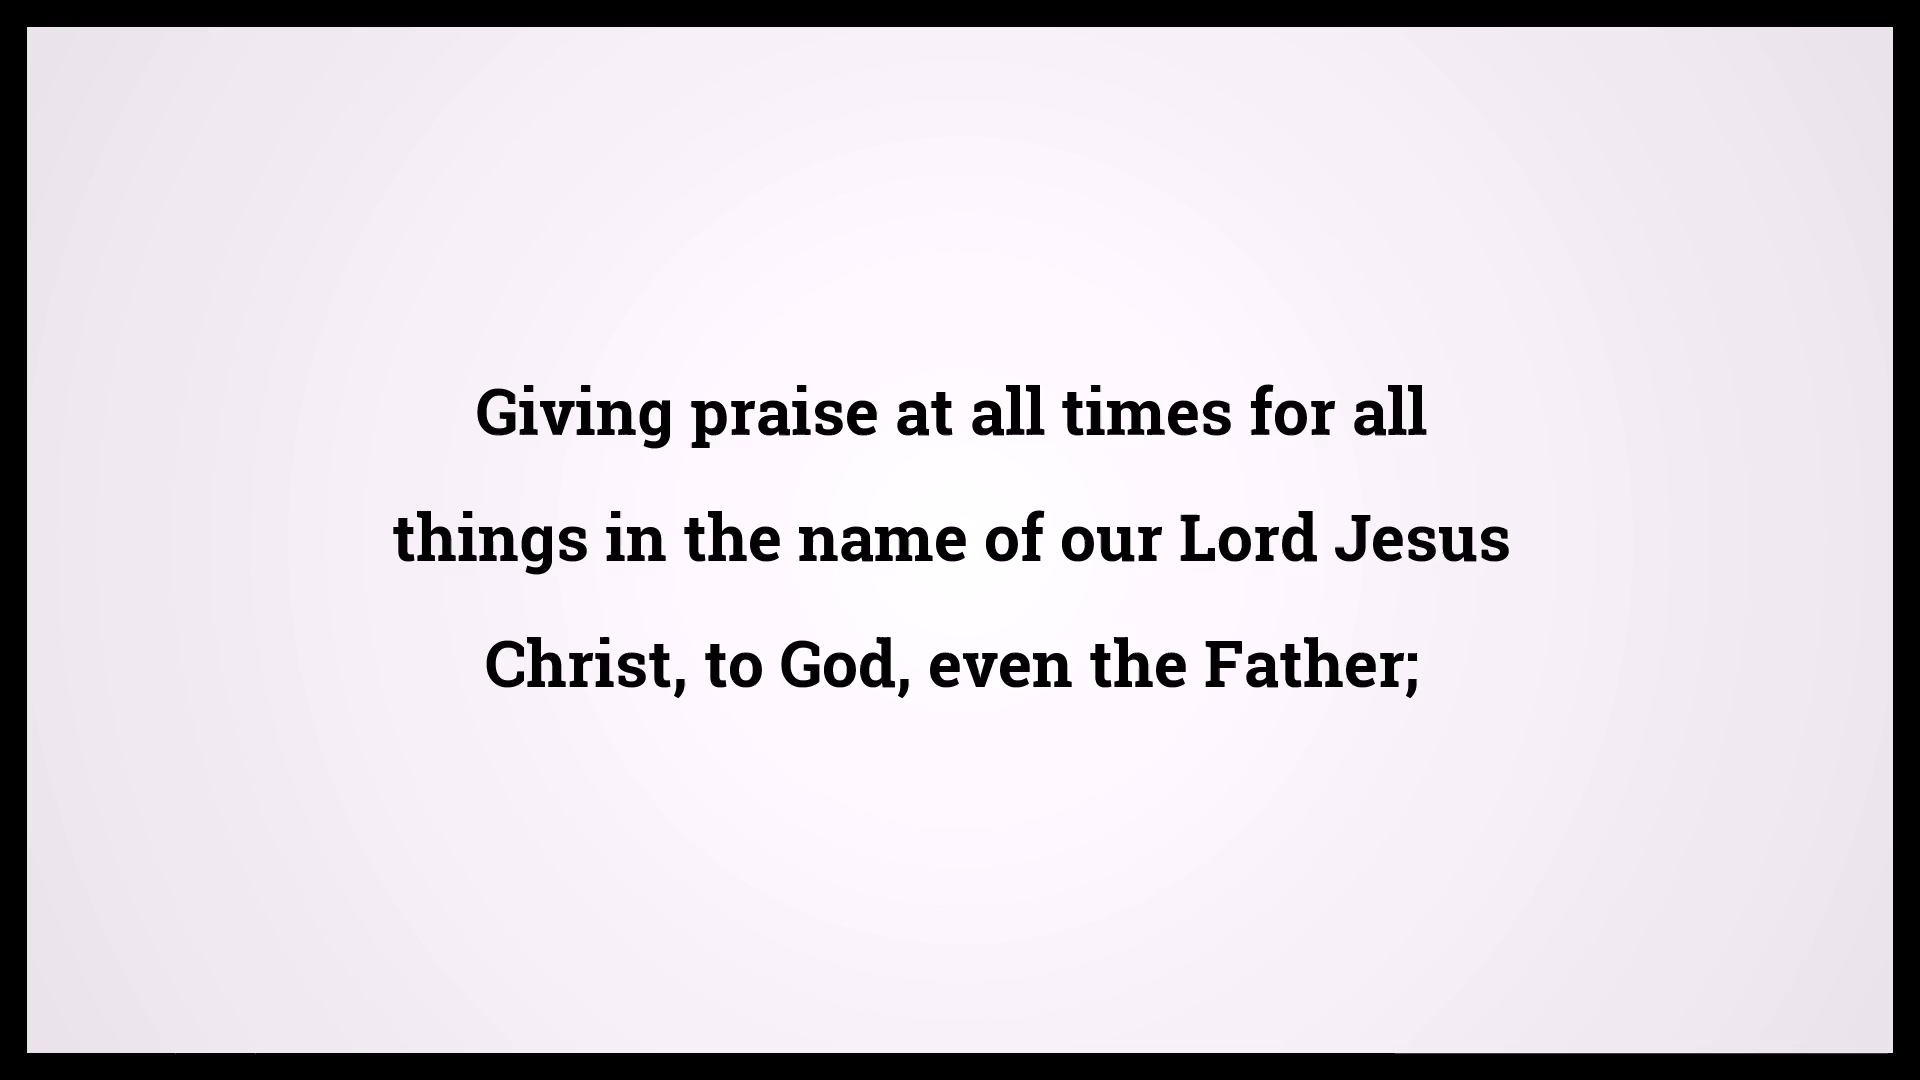 Giving praise at all times for all
things in the name of our Lord Jesus
Christ, to God, even the Father;